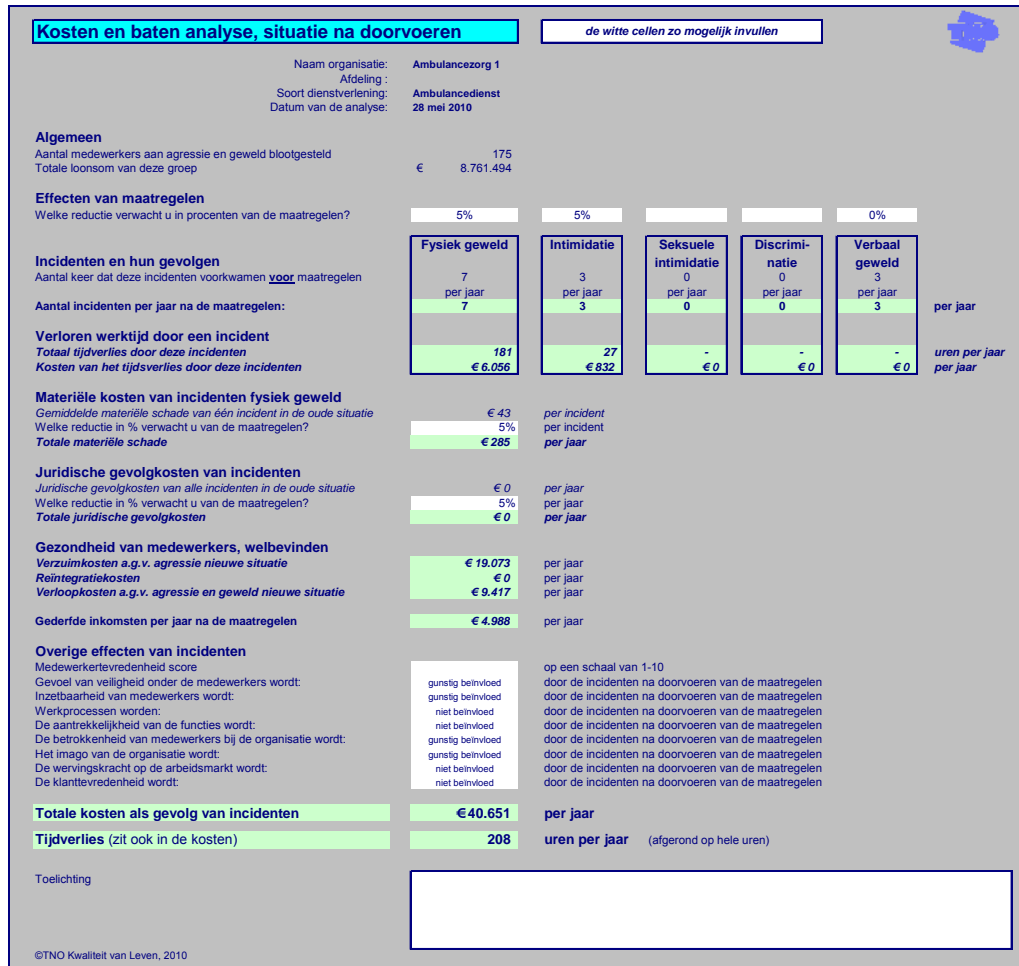 Kosten en baten analyse, situatie na doorvoeren de witte cellen zo mogelijk invullen
Naam organisatie: Ambulancezorg 1
Afdeling :
Soort dienstverlening: Ambulancedienst
Datum van de analyse: 28 mei 2010
Algemeen
Aantal medewerkers aan agressie en geweld blootgesteld 175
Totale loonsom van deze groep € 8.761.494
Effecten van maatregelen
Welke reductie verwacht u in procenten van de maatregelen? 5% 5% 0%
Fysiek geweld Intimidatie Seksuele Discrimi- Verbaal
Incidenten en hun gevolgen intimidatie natie geweld
Aantal keer dat deze incidenten voorkwamen voor maatregelen 7 3 0 0 3
per jaar per jaar per jaar per jaar per jaar
Aantal incidenten per jaar na de maatregelen: 7 3 0 0 3 per jaar
Verloren werktijd door een incident
Totaal tijdverlies door deze incidenten 181 27 - - - uren per jaar
Kosten van het tijdsverlies door deze incidenten € 6.056 € 832 € 0 € 0 € 0 per jaar
Materiële kosten van incidenten fysiek geweld
Gemiddelde materiële schade van één incident in de oude situatie € 43 per incident
Welke reductie in % verwacht u van de maatregelen? 5% per incident
Totale materiële schade € 285 per jaar
Juridische gevolgkosten van incidenten
Juridische gevolgkosten van alle incidenten in de oude situatie € 0 per jaar
Welke reductie in % verwacht u van de maatregelen? 5% per jaar
Totale juridische gevolgkosten € 0 per jaar
Gezondheid van medewerkers, welbevinden
Verzuimkosten a.g.v. agressie nieuwe situatie € 19.073 per jaar
Reïntegratiekosten € 0 per jaar
Verloopkosten a.g.v. agressie en geweld nieuwe situatie € 9.417 per jaar
Gederfde inkomsten per jaar na de maatregelen € 4.988 per jaar
Overige effecten van incidenten
Medewerkertevredenheid score op een schaal van 1-10
Gevoel van veiligheid onder de medewerkers wordt: gunstig beïnvloed door de incidenten na doorvoeren van de maatregelen
Inzetbaarheid van medewerkers wordt: gunstig beïnvloed door de incidenten na doorvoeren van de maatregelen
Werkprocessen worden: niet beïnvloed door de incidenten na doorvoeren van de maatregelen
De aantrekkelijkheid van de functies wordt: niet beïnvloed door de incidenten na doorvoeren van de maatregelen
De betrokkenheid van medewerkers bij de organisatie wordt: gunstig beïnvloed door de incidenten na doorvoeren van de maatregelen
Het imago van de organisatie wordt: gunstig beïnvloed door de incidenten na doorvoeren van de maatregelen
De wervingskracht op de arbeidsmarkt wordt: niet beïnvloed door de incidenten na doorvoeren van de maatregelen
De klanttevredenheid wordt: niet beïnvloed door de incidenten na doorvoeren van de maatregelen
Totale kosten als gevolg van incidenten € 40.651 per jaar
Tijdverlies (zit ook in de kosten) 208 uren per jaar (afgerond op hele uren)
Toelichting
©TNO Kwaliteit van Leven, 2010